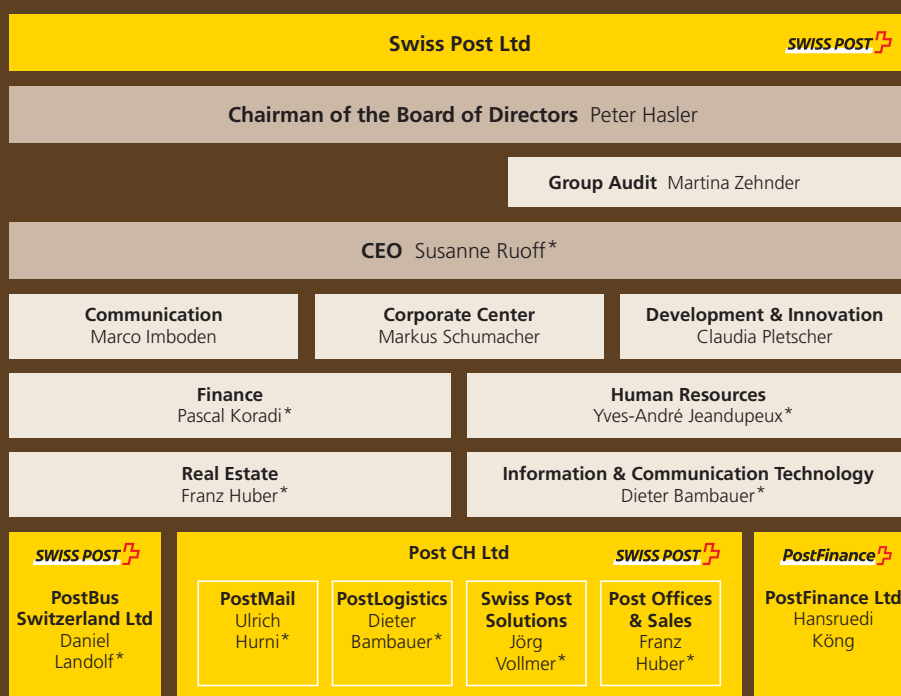 Swiss Post Ltd
SWISS POST
Chairman of the Board of Directors Peter Hasler
Group Audit Martina Zehnder
CEO Susanne Ruoff*
Communication
Marco Imboden
Corporate Center
Markus Schumacher
Development & Innovation
Claudia Pletscher
Finance
Pascal Koradi*
Human Resources
Yves-André Jeandupeux*
Real Estate
Franz Huber*
Information & Communication Technology
Dieter Bambauer*
SWISS POST
PostBus
Switzerland Ltd
Daniel
Landolf*
Post CH Ltd
SWISS POST
PostMail
Ulrich
Hurni*
PostLogistics
Dieter
Bambauer*
Swiss Post
Solutions
Jörg
Vollmer*
Post Offices
& Sales
Franz
Huber*
PostFinance
PostFinance Ltd
Hansruedi
Köng